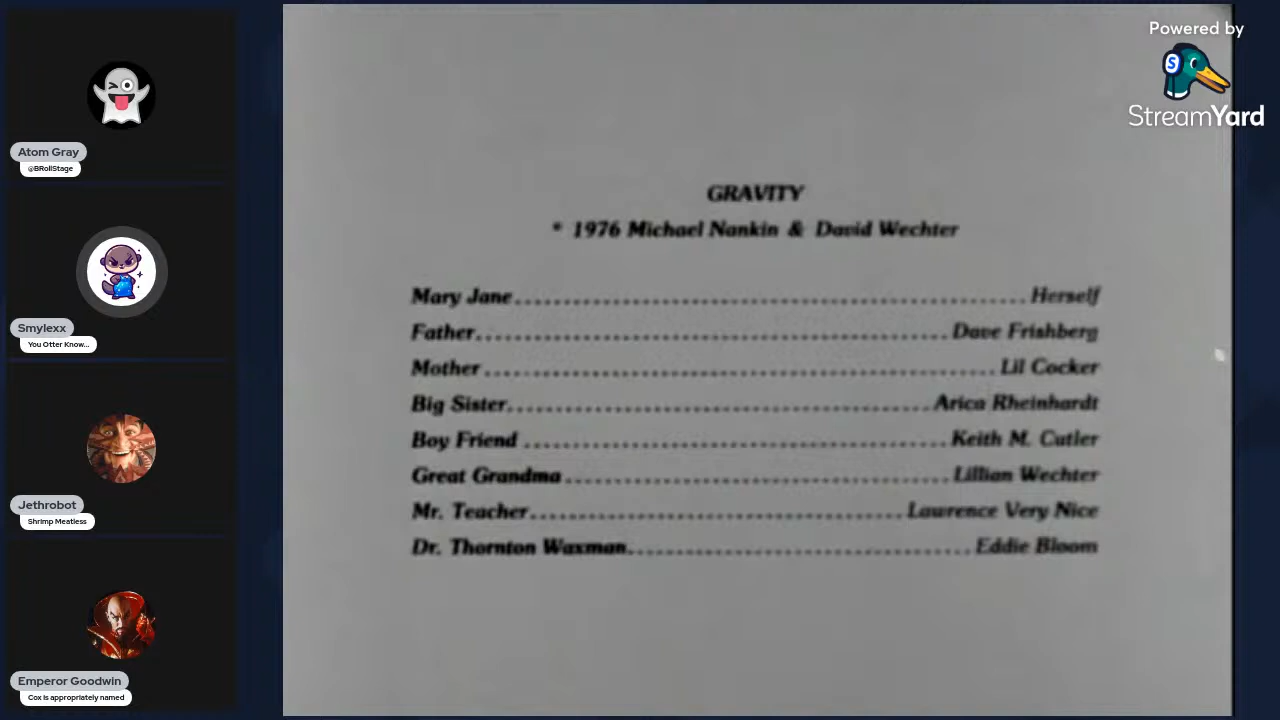 Powered by
StreamYard
Atom Gray
@BRollStage
Smylexx
You Otter Know...
Jethrobot
Shrimp Meatless
Emperor Goodwin
Cox is appropriately named
GRAVITY
* 1976 Michael Nankin & David Wechter
Mary Jane........................................................Herself
Father........................................................Dave Frishberg
Mother........................................................Lil Cocker
Big Sister........................................................Arica Rheinhardt
Boy Friend........................................................Keith M. Cutler
Great Grandma........................................................Lillian Wechter
Mr. Teacher........................................................Lawrence Very Nice
Dr. Thornton Waxman........................................................Eddie Bloom